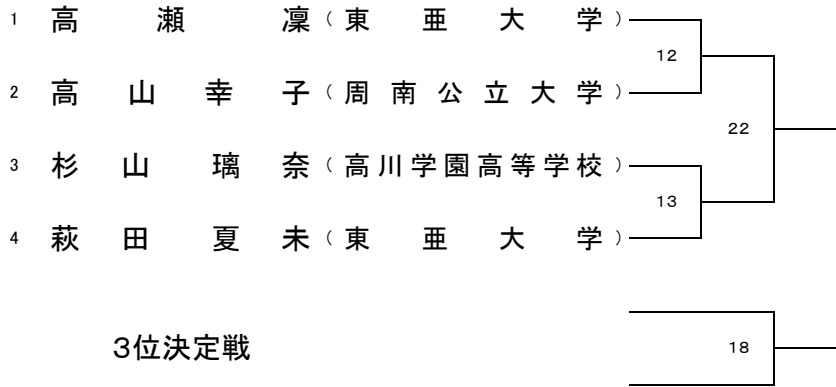 1 高瀬凜（東亜大学）
12
2 高山幸子（周南公立大学）
22
3 杉山璃奈（高川学園高等学校）
13
4 萩田夏未（東亜大学）
3位決定戦
18